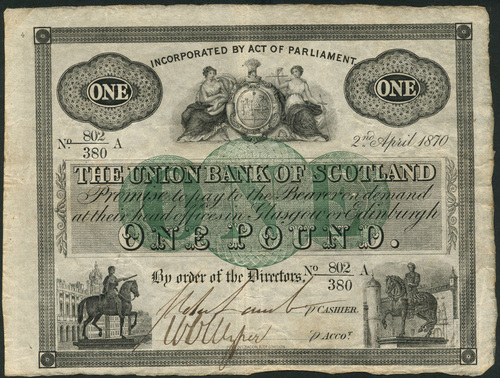 INCORPORATED BY ACT OF PARLIAMENT
ONE ONE
No 802/380 A
2nd April 1870
THE UNION BANK OF SCOTLAND
Promise to pay to the Bearer on demand
at their head offices in Glasgow or Edinburgh
ONE POUND.
By order of the Directors, No 802/380 A
p CASHIER.
p ACCOT.